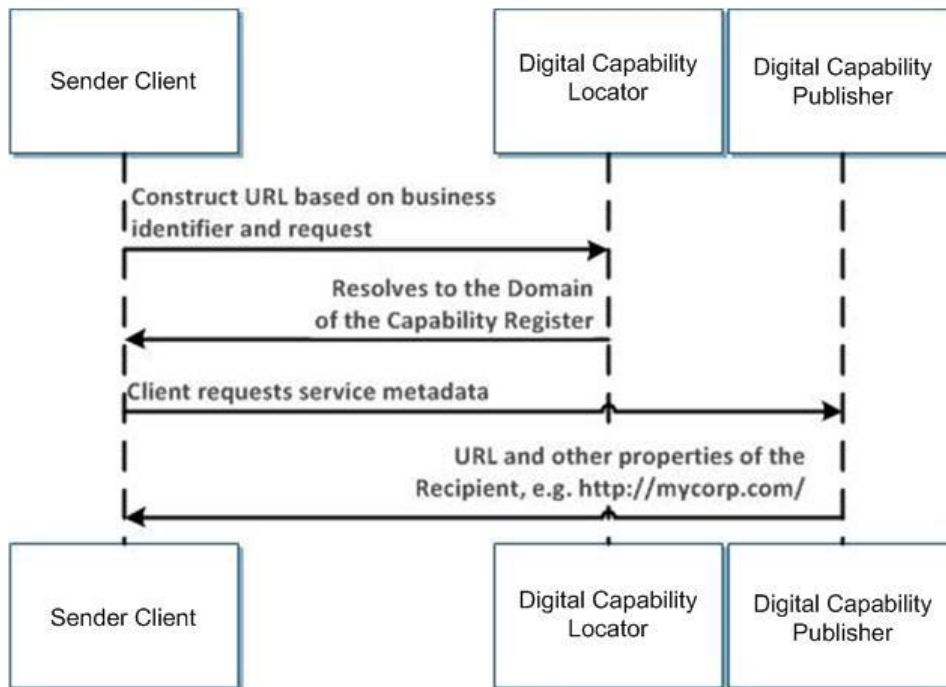 Sender Client
Digital Capability
Locator
Digital Capability
Publisher
Construct URL based on business
identifier and request
Resolves to the Domain
of the Capability Register
Client requests service metadata
URL and other properties of the
Recipient, e.g. http://mycorp.com/
Sender Client
Digital Capability
Locator
Digital Capability
Publisher